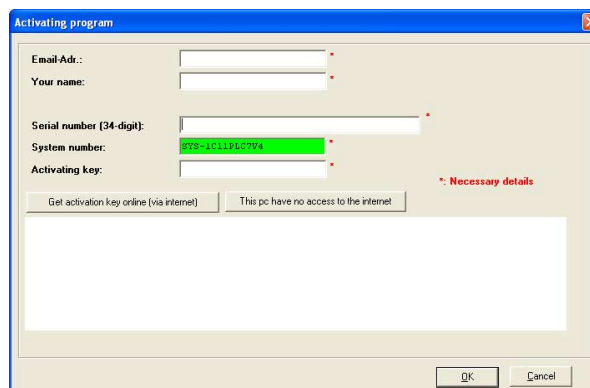 Activating program
Email-Adr.: *
Your name: *
Serial number (34-digit): *
System number: SYS-1C11PLC7V4 *
Activating key: *
*: Necessary details
Get activation key online (via internet) This pc have no access to the internet
OK Cancel